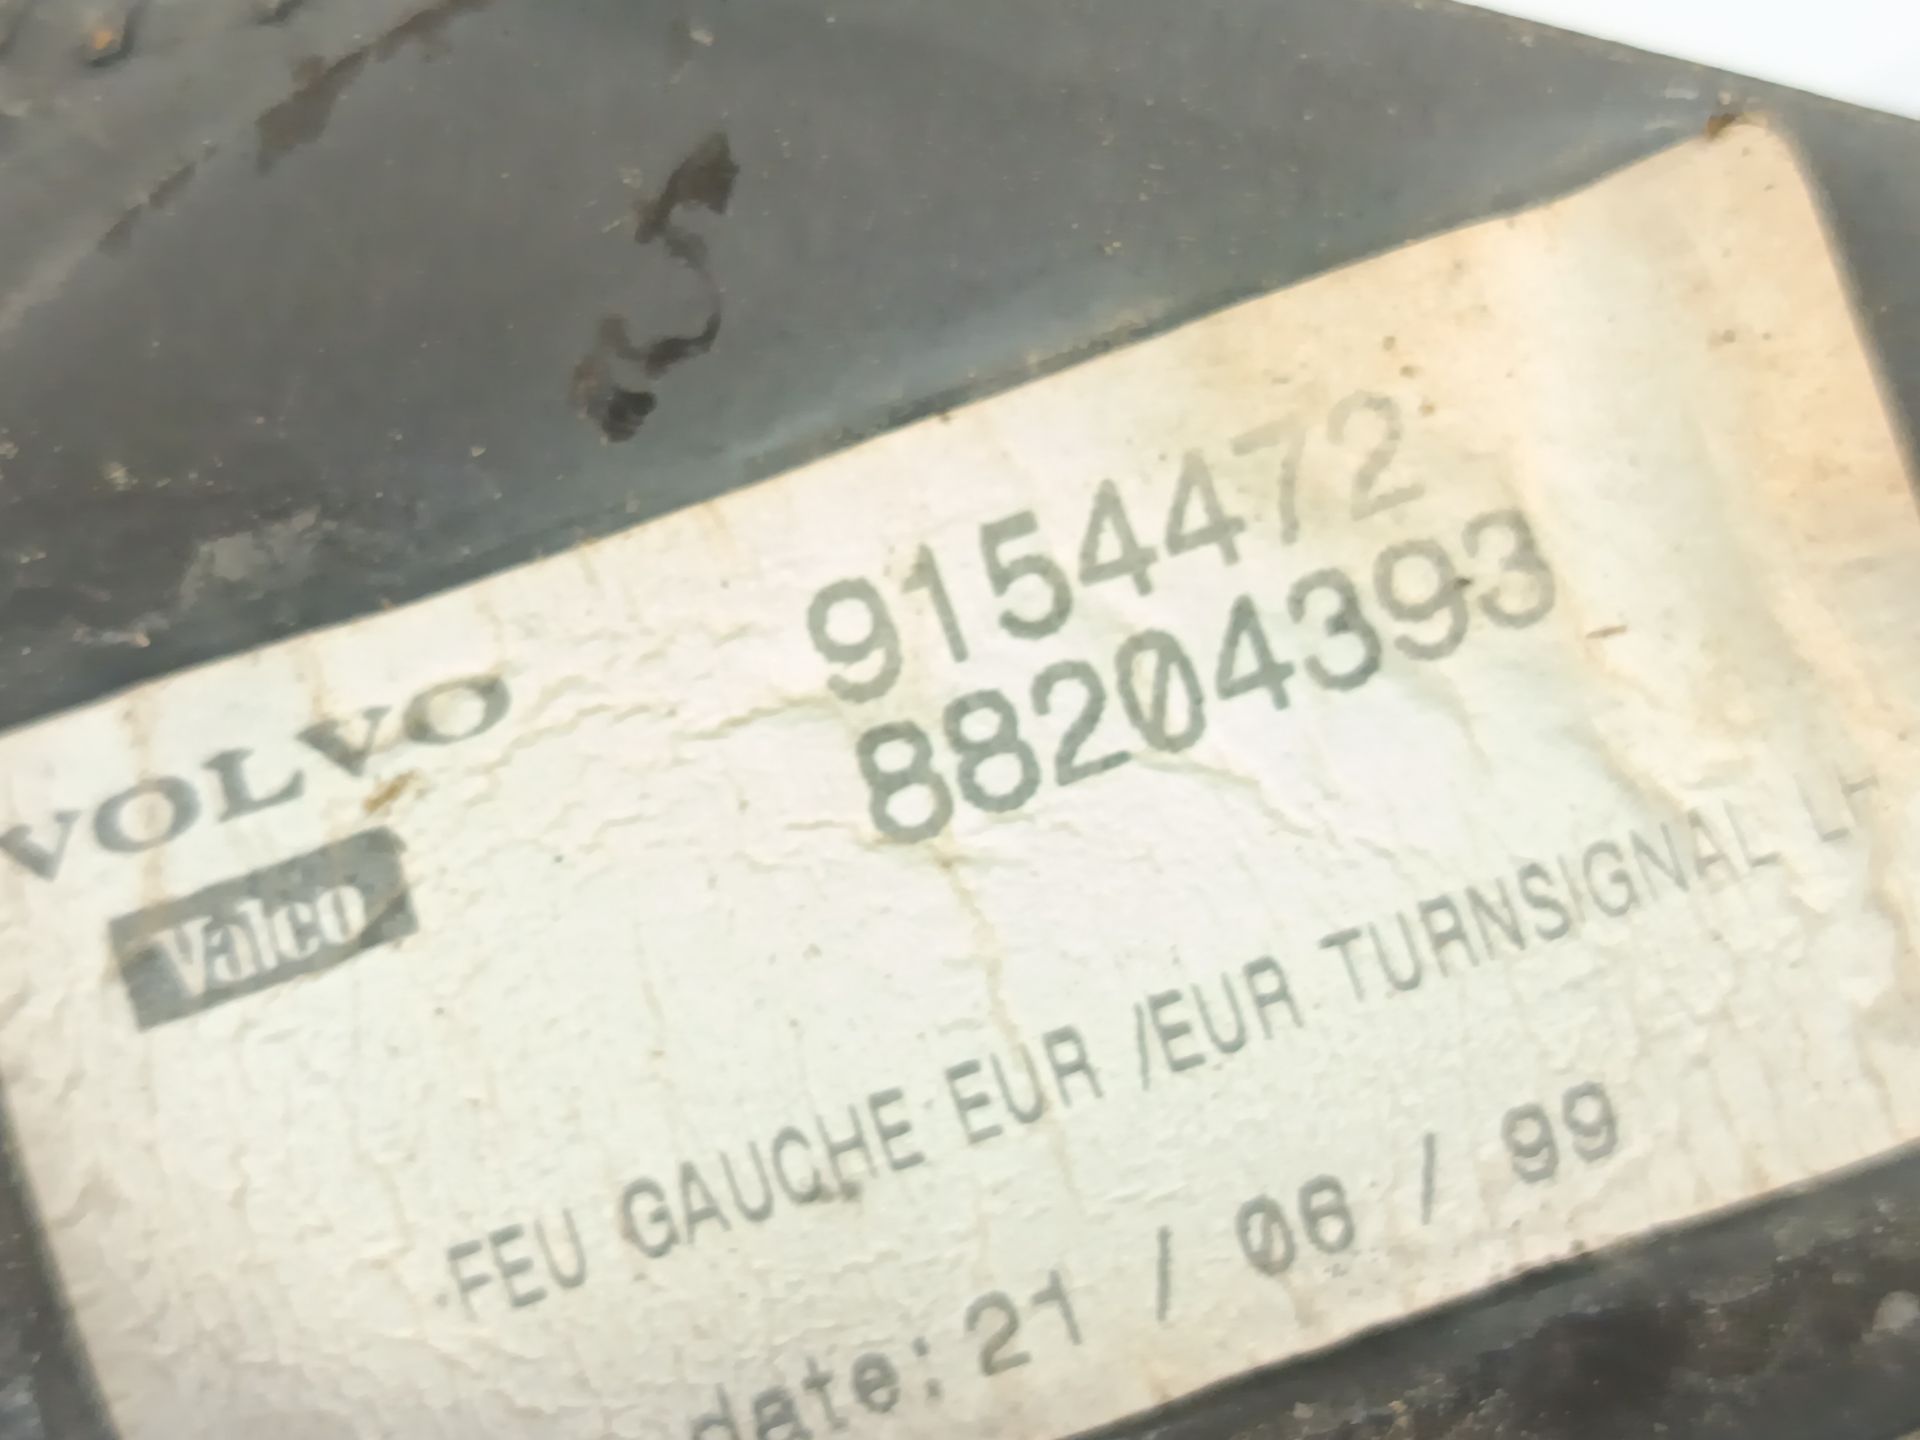 9154472
88204393
VOLVO
Valeo
FEU GAUCHE EUR /EUR TURNSIGNAL LH
date: 21 / 06 / 99